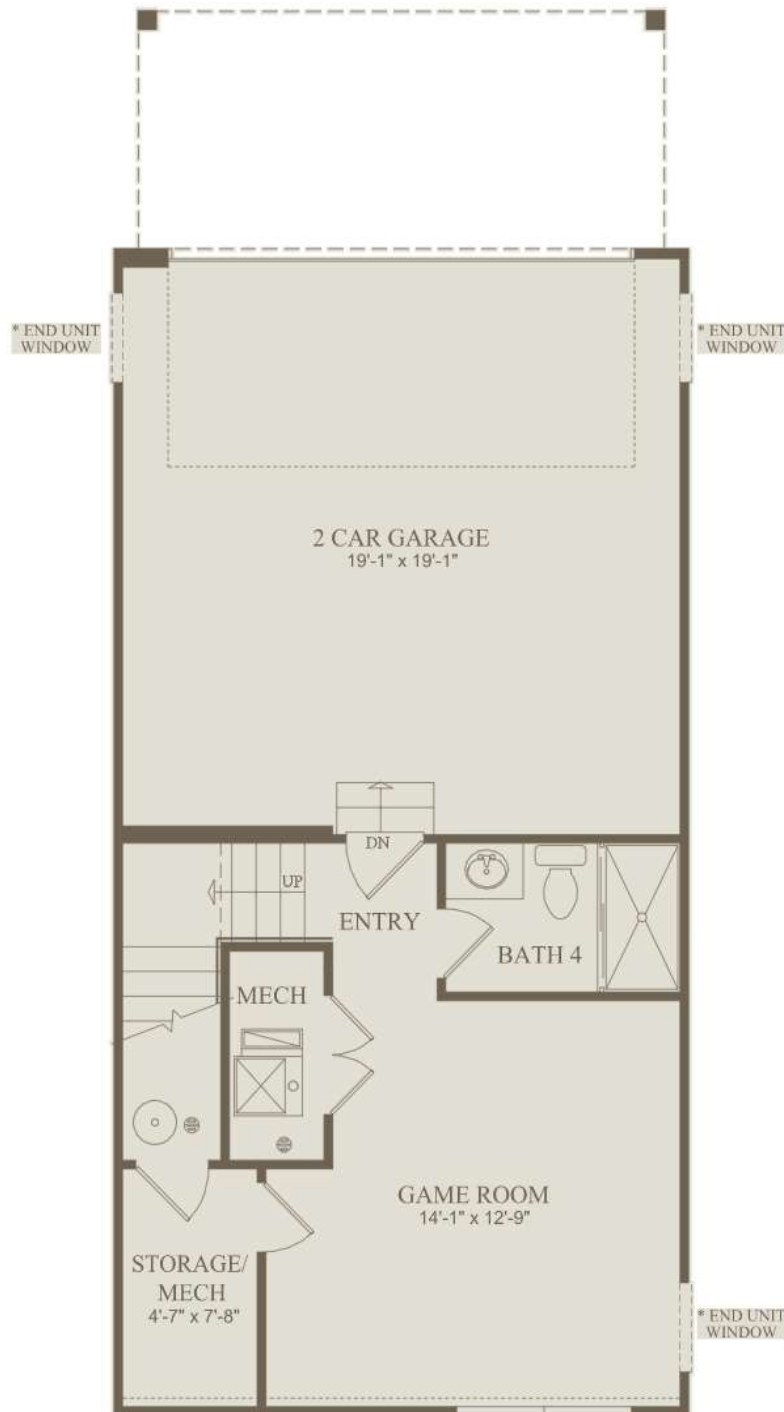 * END UNIT
WINDOW
* END UNIT
WINDOW
2 CAR GARAGE
19'-1" x 19'-1"
DN
UP
ENTRY
BATH 4
MECH
GAME ROOM
14'-1" x 12'-9"
STORAGE/
MECH
4'-7" x 7'-8"
* END UNIT
WINDOW